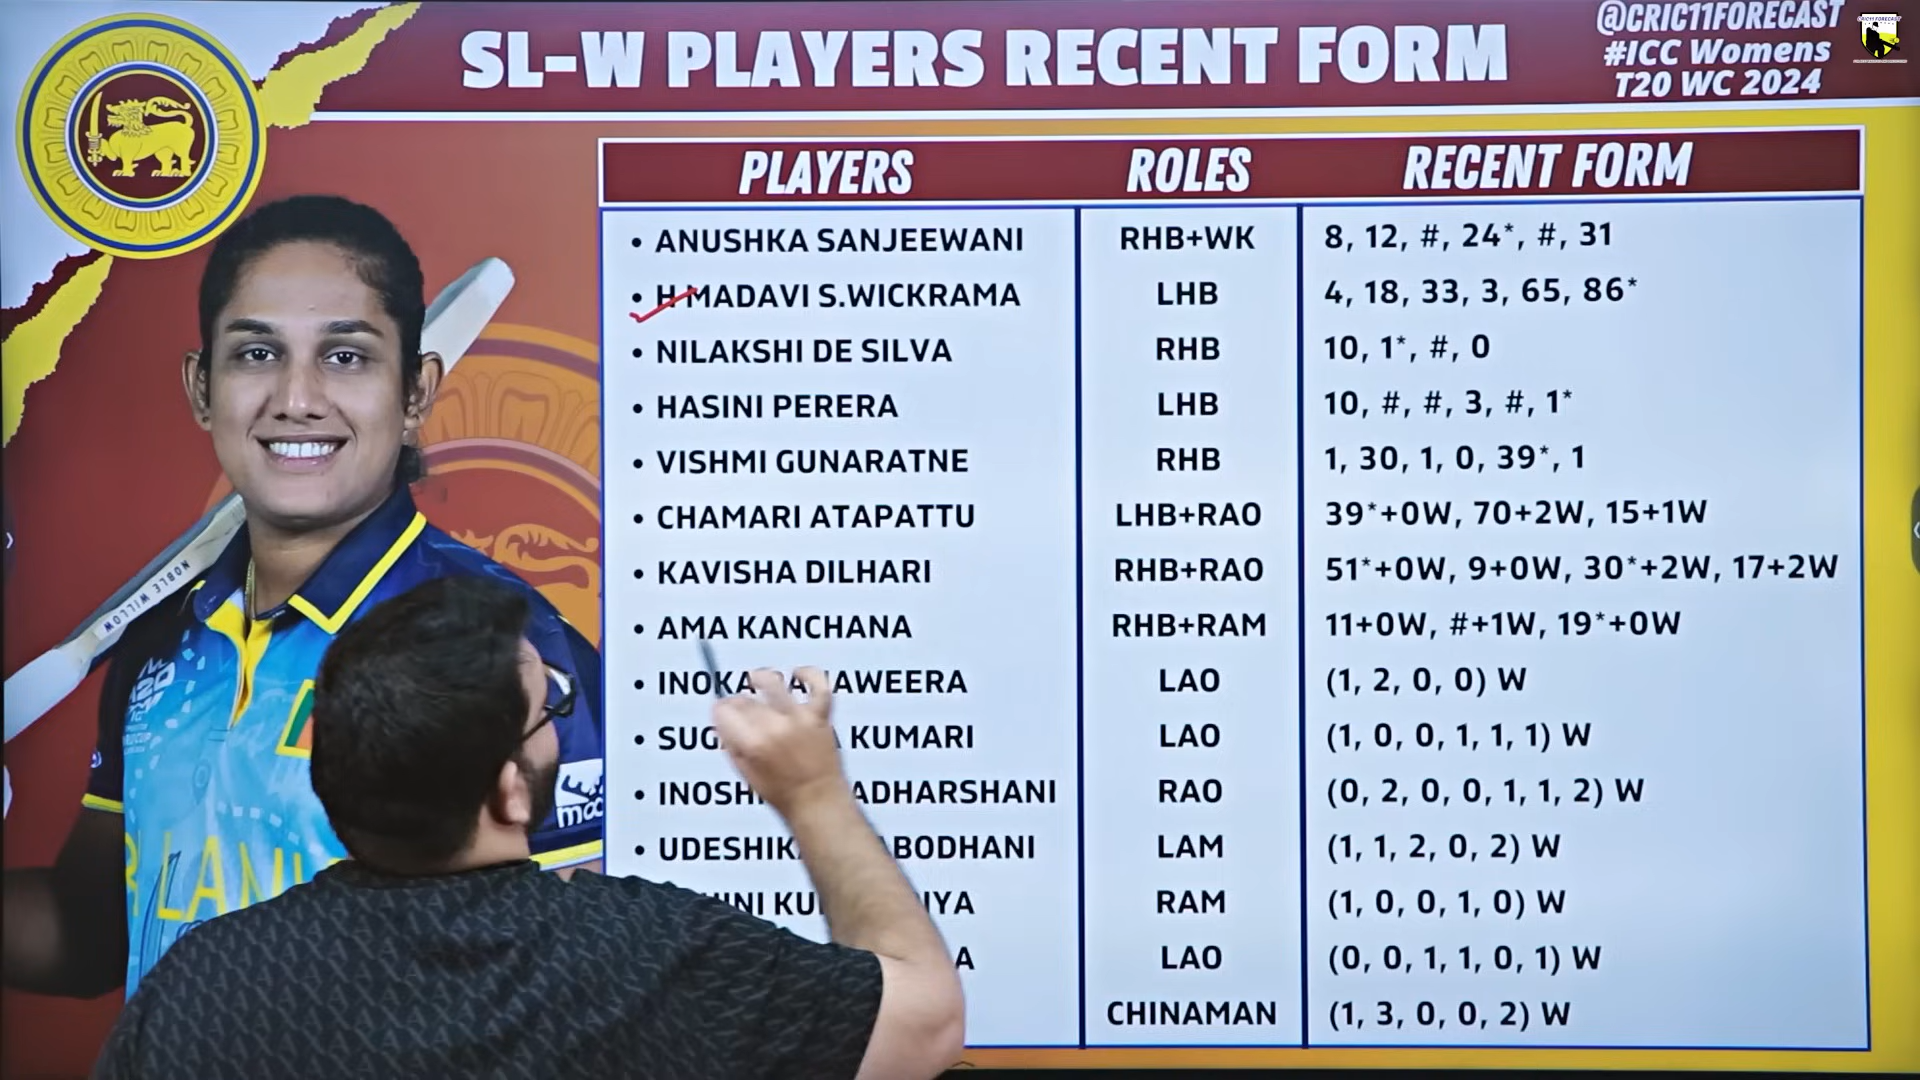 SL-W PLAYERS RECENT FORM
@CRIC11FORECAST
#ICC Womens
T20 WC 2024
CRIC11FORECAST
PLAYERS ROLES RECENT FORM
• ANUSHKA SANJEEWANI RHB+WK 8, 12, #, 24*, #, 31
• H MADAVI S.WICKRAMA LHB 4, 18, 33, 3, 65, 86*
• NILAKSHI DE SILVA RHB 10, 1*, #, 0
• HASINI PERERA LHB 10, #, #, 3, #, 1*
• VISHMI GUNARATNE RHB 1, 30, 1, 0, 39*, 1
• CHAMARI ATAPATTU LHB+RAO 39*+0W, 70+2W, 15+1W
• KAVISHA DILHARI RHB+RAO 51*+0W, 9+0W, 30*+2W, 17+2W
• AMA KANCHANA RHB+RAM 11+0W, #+1W, 19*+0W
• INOKA LAO (1, 2, 0, 0) W
• KUMARI LAO (1, 0, 0, 1, 1, 1) W
• RAO (0, 2, 0, 0, 1, 1, 2) W
• LAM (1, 1, 2, 0, 2) W
RAM (1, 0, 0, 1, 0) W
LAO (0, 0, 1, 1, 0, 1) W
CHINAMAN (1, 3, 0, 0, 2) W
NOBLE WILLOW